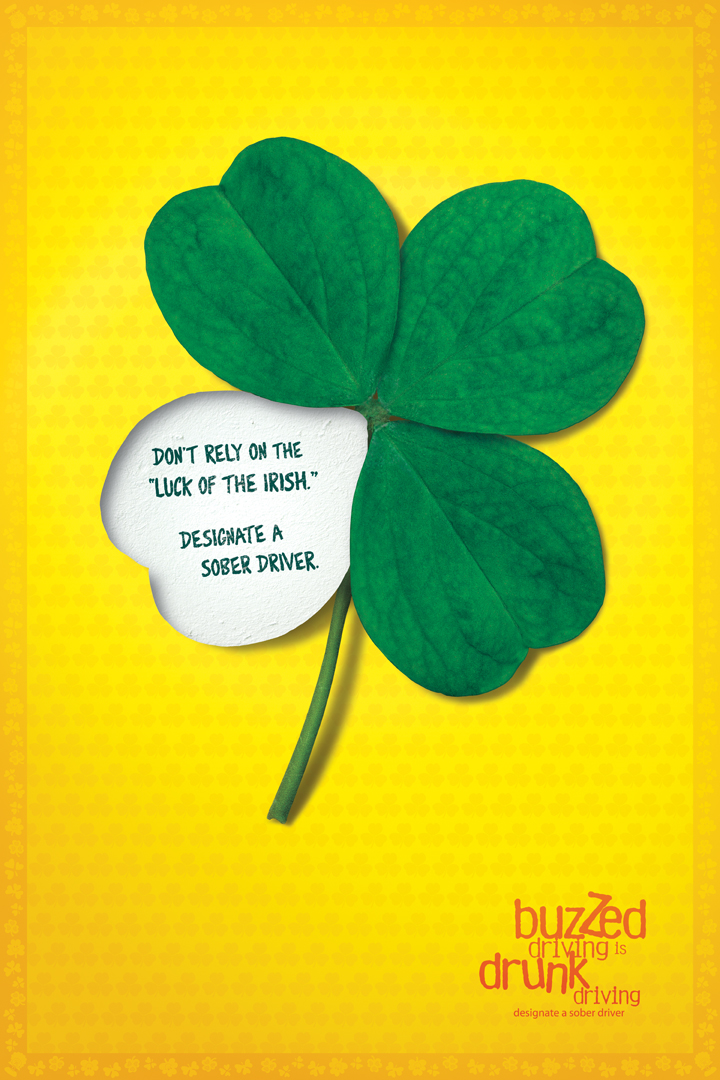 DON'T RELY ON THE
"LUCK OF THE IRISH."
DESIGNATE A
SOBER DRIVER.
buzZed
driving is
drunk
driving
designate a sober driver